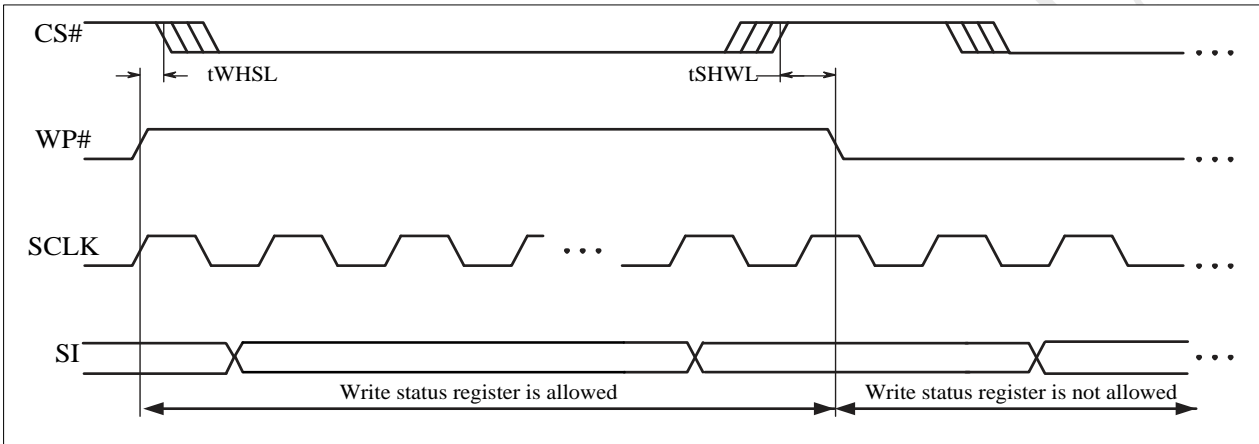 CS#
tWHSL
tSHWL
WP#
SCLK
SI
Write status register is allowed
Write status register is not allowed